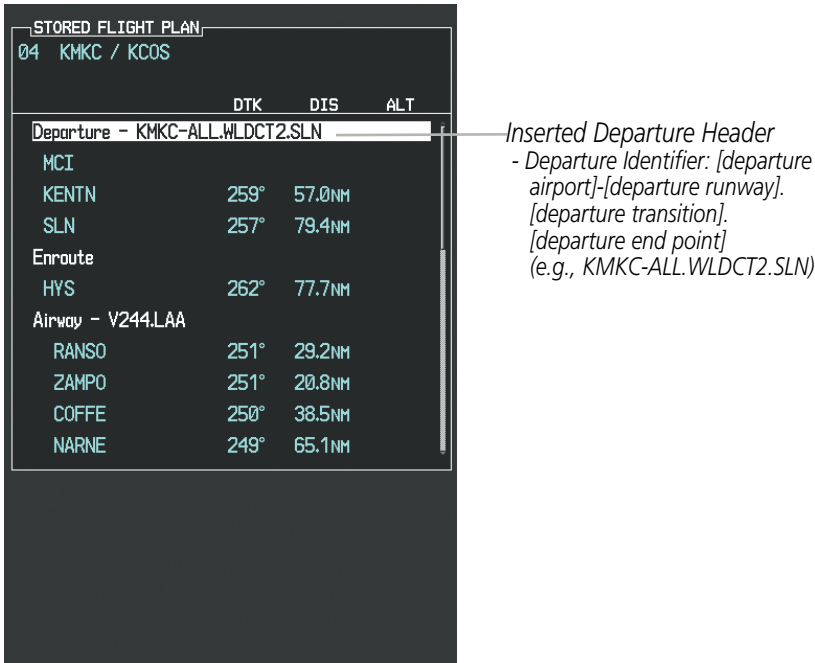 STORED FLIGHT PLAN
04 KMKC / KCOS
DTK DIS ALT
Departure – KMKC-ALL.WLDCT2.SLN
MCI
KENTN 259° 57.0NM
SLN 257° 79.4NM
Enroute
HYS 262° 77.7NM
Airway – V244.LAA
RANSO 251° 29.2NM
ZAMPO 251° 20.8NM
COFFE 250° 38.5NM
NARNE 249° 65.1NM
Inserted Departure Header
- Departure Identifier: [departure
airport]-[departure runway].
[departure transition].
[departure end point]
(e.g., KMKC-ALL.WLDCT2.SLN)